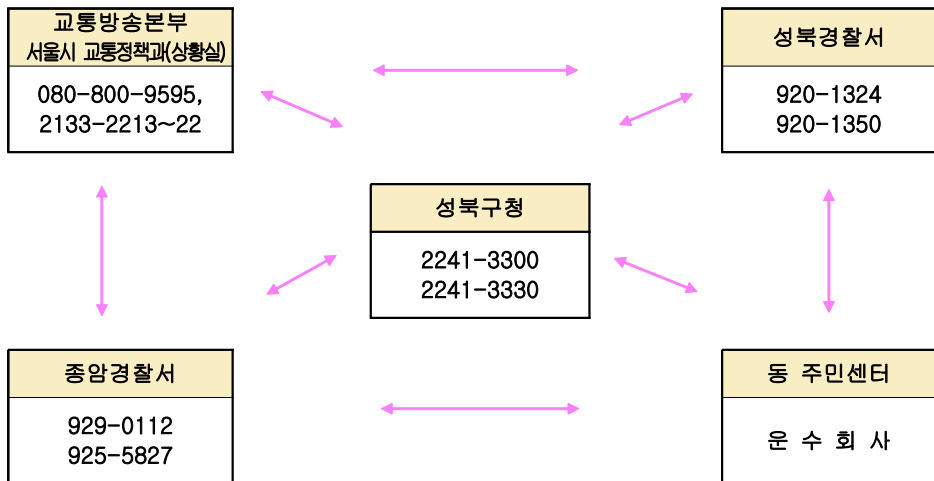 교통방송본부
서울시 교통정책과(상황실)
080-800-9595,
2133-2213~22
성북경찰서
920-1324
920-1350
성북구청
2241-3300
2241-3330
종암경찰서
929-0112
925-5827
동 주민센터
운 수 회 사